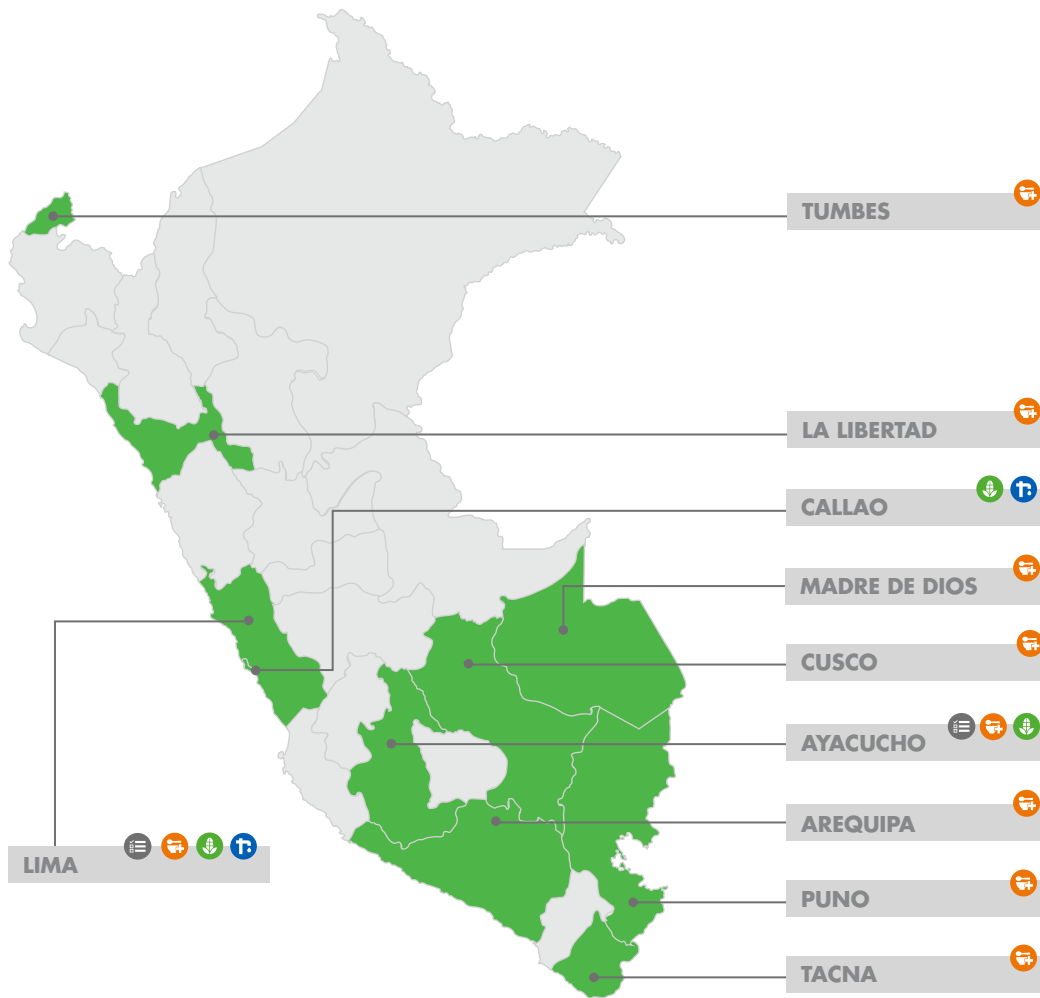 TUMBES
LA LIBERTAD
CALLAO
MADRE DE DIOS
CUSCO
AYACUCHO
AREQUIPA
LIMA
PUNO
TACNA